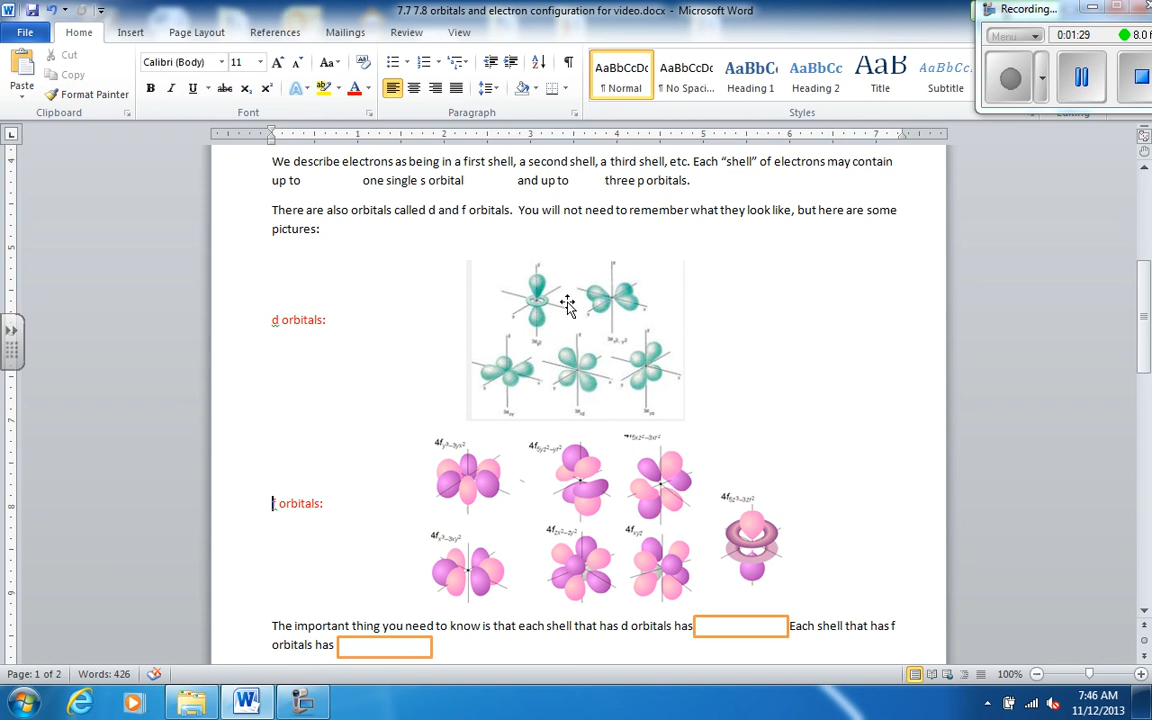 7.7 7.8 orbitals and electron configuration for video.docx - Microsoft Word
Recording...
File Home Insert Page Layout References Mailings Review View
Menu 0:01:29 8.0 f
Paste Cut Copy Format Painter
Calibri (Body) 11
AaBbCcDc AaBbCcDc AaBbC AaBbCc AaB AaBbCc.
¶ Normal ¶ No Spaci... Heading 1 Heading 2 Title Subtitle
Clipboard Font Paragraph Styles
We describe electrons as being in a first shell, a second shell, a third shell, etc. Each “shell” of electrons may contain
up to one single s orbital and up to three p orbitals.
There are also orbitals called d and f orbitals. You will not need to remember what they look like, but here are some
pictures:
d orbitals:
f orbitals:
The important thing you need to know is that each shell that has d orbitals has Each shell that has f
orbitals has
Page: 1 of 2 Words: 426 100%
7:46 AM
11/12/2013